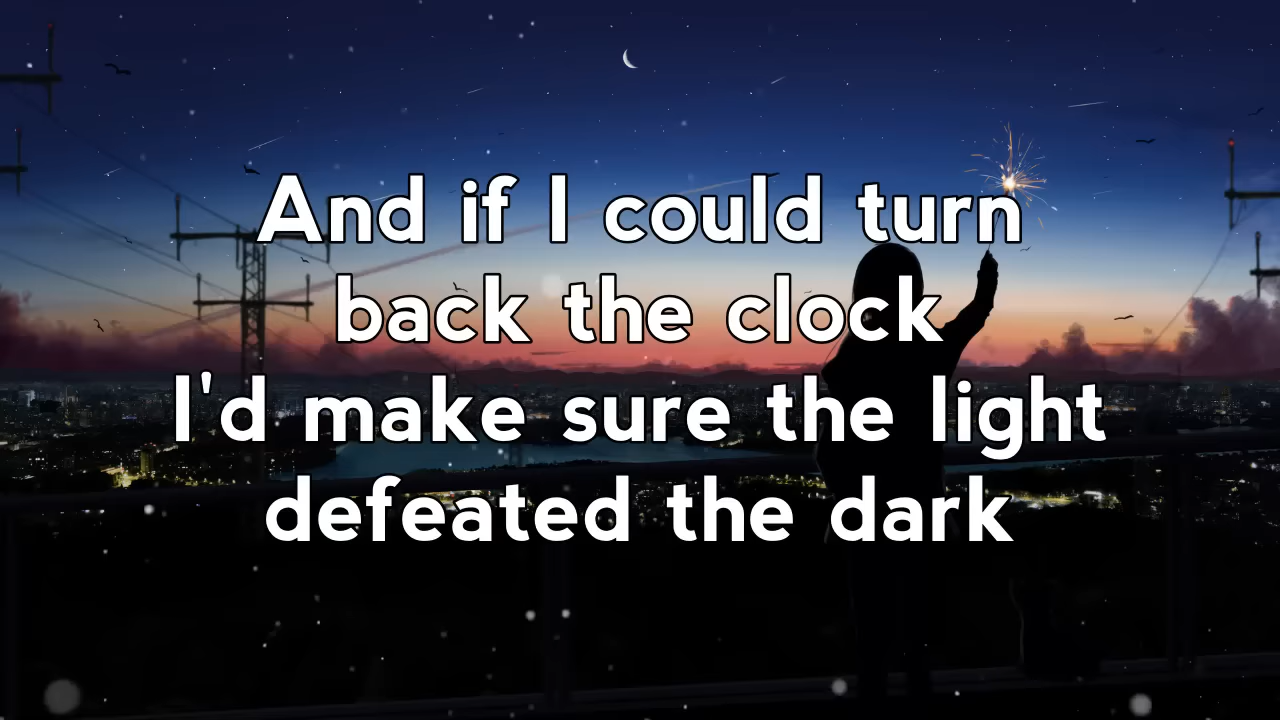 And if I could turn
back the clock
I'd make sure the light
defeated the dark